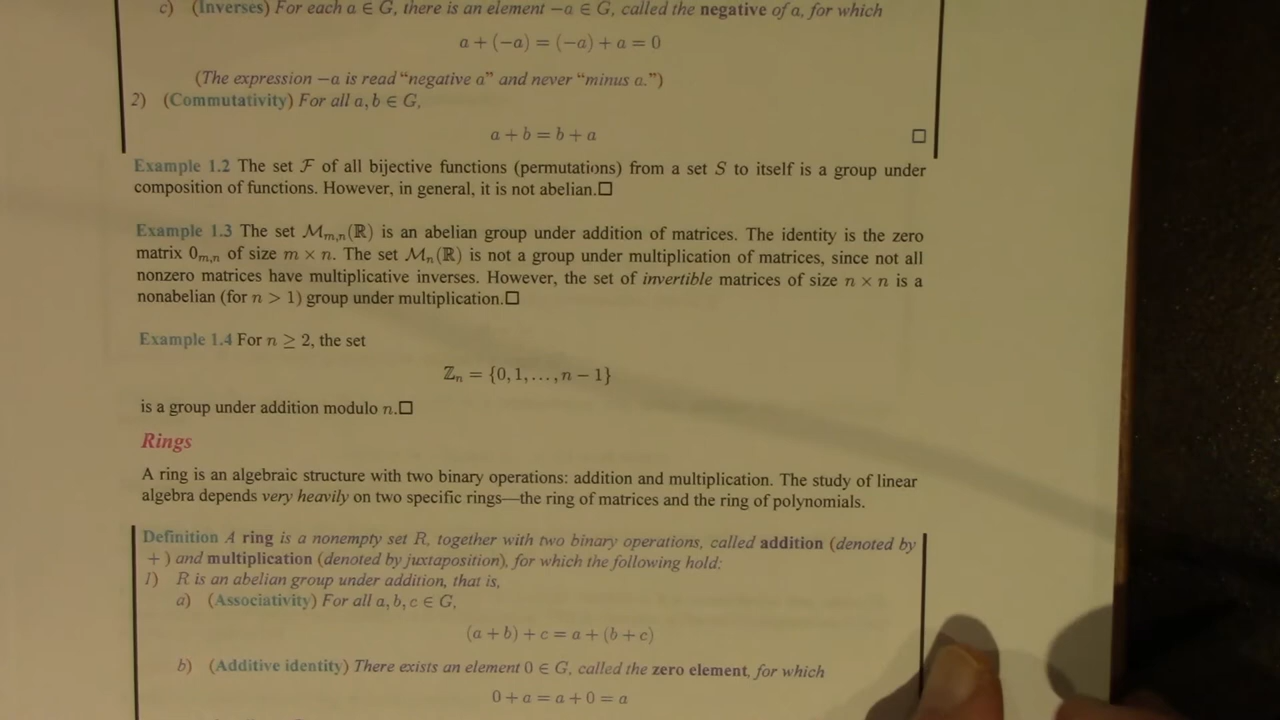 c) (Inverses) For each a ∈ G, there is an element −a ∈ G, called the negative of a, for which
a + (−a) = (−a) + a = 0
(The expression −a is read “negative a” and never “minus a.”)
2) (Commutativity) For all a, b ∈ G,
a + b = b + a □
Example 1.2 The set ℱ of all bijective functions (permutations) from a set S to itself is a group under
composition of functions. However, in general, it is not abelian.□
Example 1.3 The set ℳm,n(ℝ) is an abelian group under addition of matrices. The identity is the zero
matrix 0m,n of size m × n. The set ℳn(ℝ) is not a group under multiplication of matrices, since not all
nonzero matrices have multiplicative inverses. However, the set of invertible matrices of size n × n is a
nonabelian (for n > 1) group under multiplication.□
Example 1.4 For n ≥ 2, the set
ℤn = {0, 1, …, n − 1}
is a group under addition modulo n.□
Rings
A ring is an algebraic structure with two binary operations: addition and multiplication. The study of linear
algebra depends very heavily on two specific rings—the ring of matrices and the ring of polynomials.
Definition A ring is a nonempty set R, together with two binary operations, called addition (denoted by
+ ) and multiplication (denoted by juxtaposition), for which the following hold:
1) R is an abelian group under addition, that is,
a) (Associativity) For all a, b, c ∈ G,
(a + b) + c = a + (b + c)
b) (Additive identity) There exists an element 0 ∈ G, called the zero element, for which
0 + a = a + 0 = a